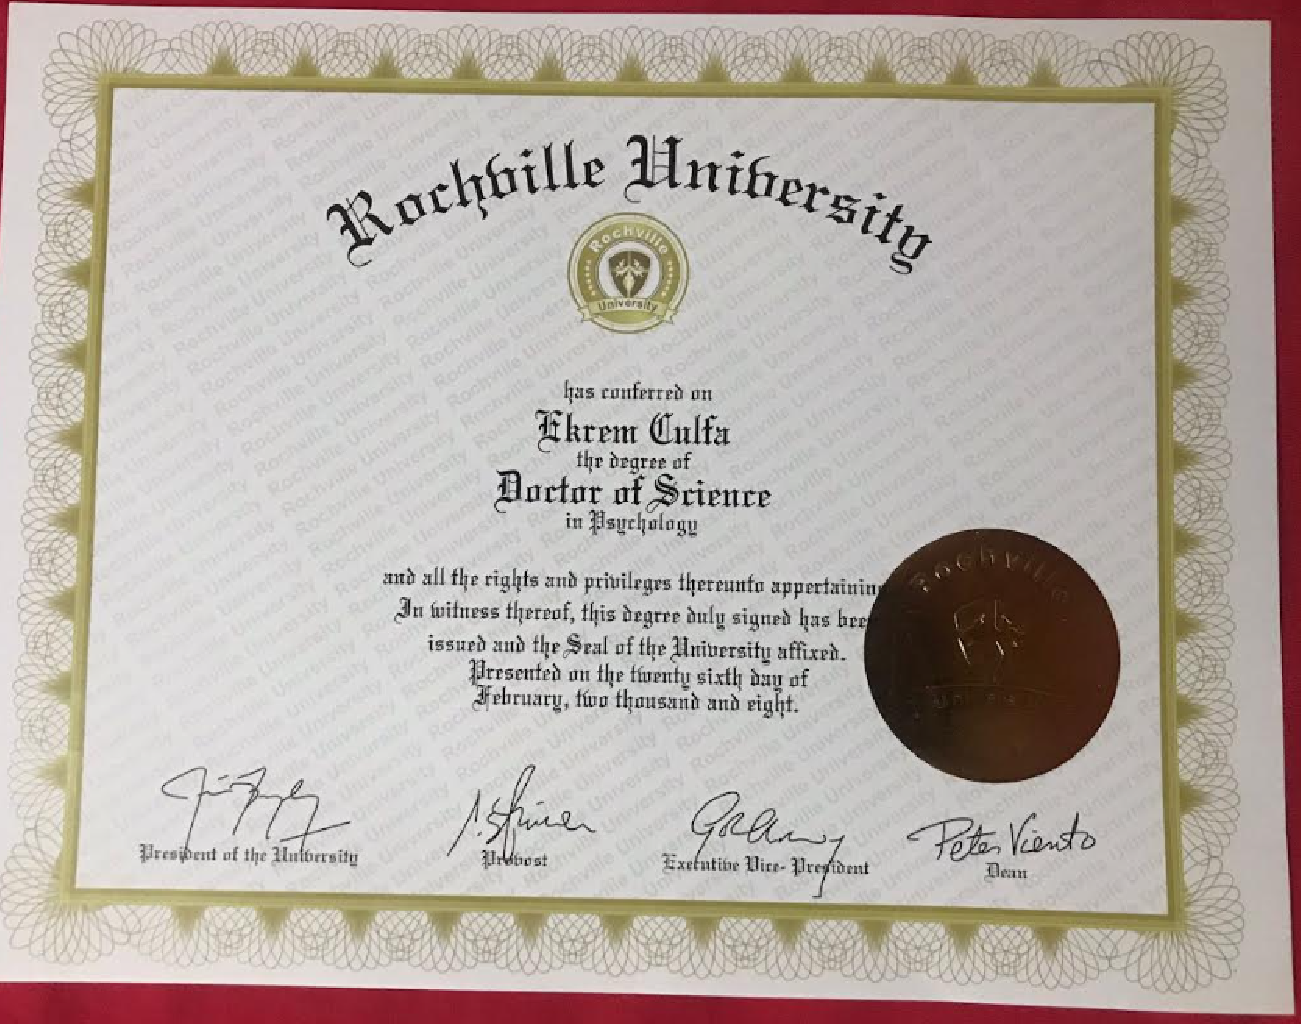 Rochville University
Rochville
University
has conferred on
Ekrem Culfa
the degree of
Doctor of Science
in Psychology
and all the rights and privileges thereunto appertaining
In witness thereof, this degree duly signed has bee
issued and the Seal of the University affixed.
Presented on the twenty sixth day of
February, two thousand and eight.
Rochville
Peter Viento
President of the University
Provost
Executive Vice- President
Dean